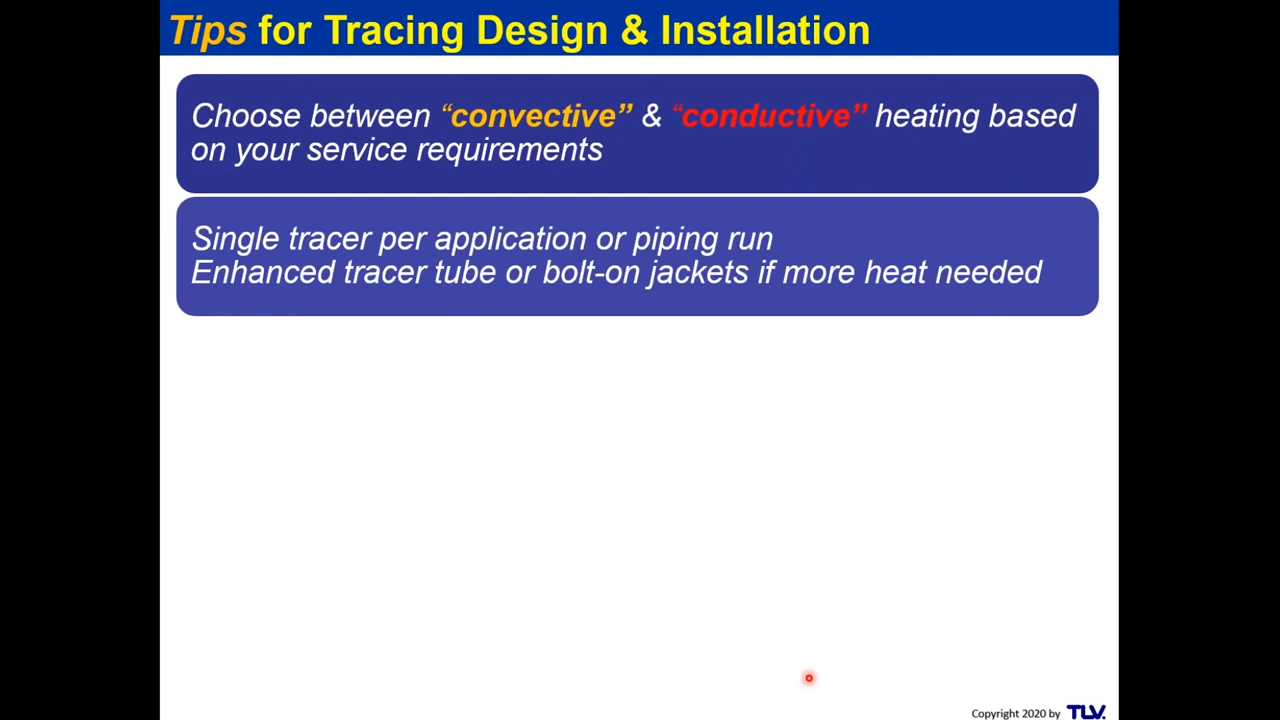 Tips for Tracing Design & Installation
Choose between “convective” & “conductive” heating based
on your service requirements
Single tracer per application or piping run
Enhanced tracer tube or bolt-on jackets if more heat needed
Copyright 2020 by TLV.